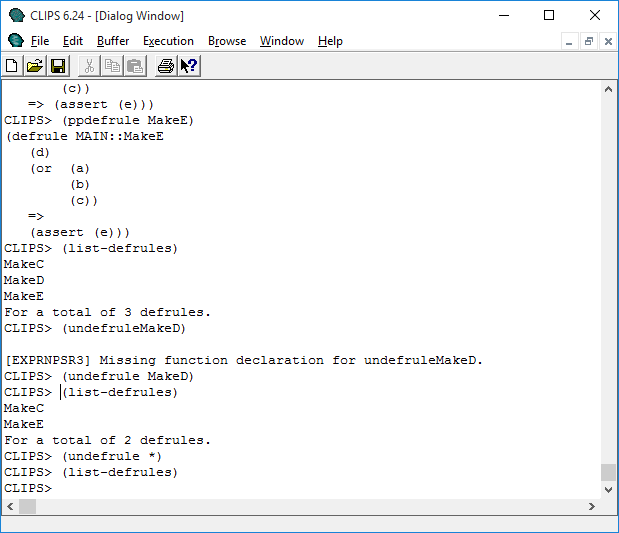 CLIPS 6.24 - [Dialog Window]
File Edit Buffer Execution Browse Window Help
(c))
=> (assert (e)))
CLIPS> (ppdefrule MakeE)
(defrule MAIN::MakeE
(d)
(or (a)
(b)
(c))
=>
(assert (e)))
CLIPS> (list-defrules)
MakeC
MakeD
MakeE
For a total of 3 defrules.
CLIPS> (undefruleMakeD)
[EXPRNPSR3] Missing function declaration for undefruleMakeD.
CLIPS> (undefrule MakeD)
CLIPS> (list-defrules)
MakeC
MakeE
For a total of 2 defrules.
CLIPS> (undefrule *)
CLIPS> (list-defrules)
CLIPS>